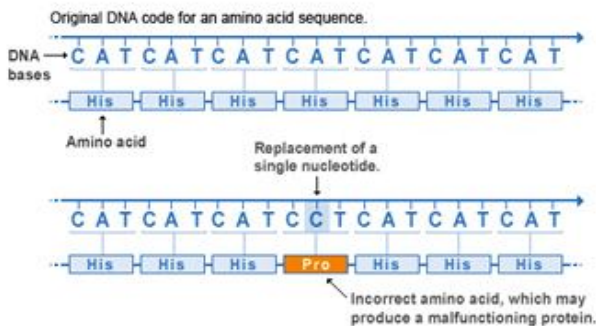 Original DNA code for an amino acid sequence.
DNA bases
C A T C A T C A T C A T C A T C A T C A T
His His His His His His His
Amino acid
Replacement of a
single nucleotide.
C A T C A T C A T C C T C A T C A T C A T
His His His Pro His His His
Incorrect amino acid, which may
produce a malfunctioning protein.